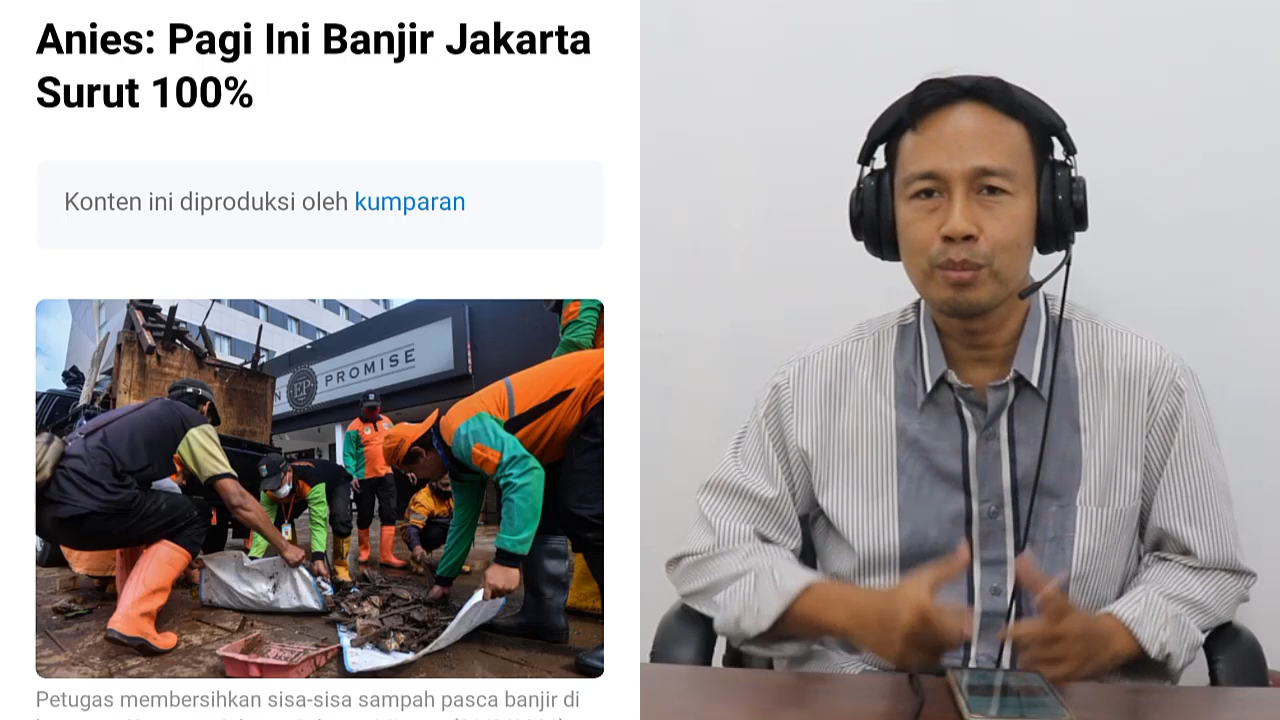 Anies: Pagi Ini Banjir Jakarta
Surut 100%
Konten ini diproduksi oleh kumparan
N EP PROMISE
Petugas membersihkan sisa-sisa sampah pasca banjir di